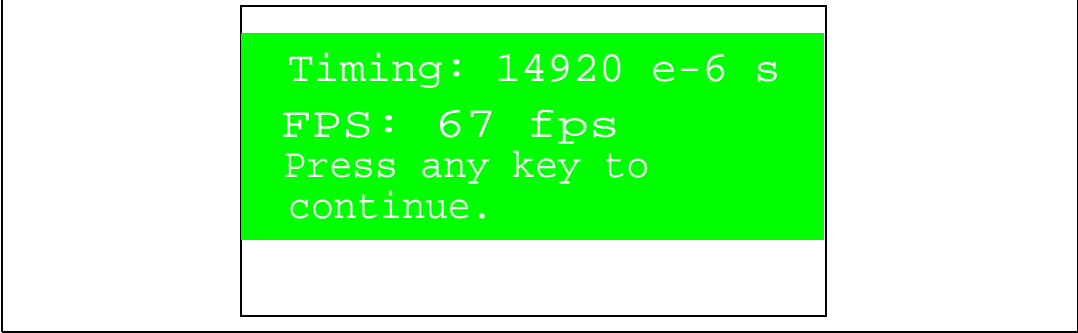 Timing: 14920 e-6 s
FPS: 67 fps
Press any key to
continue.